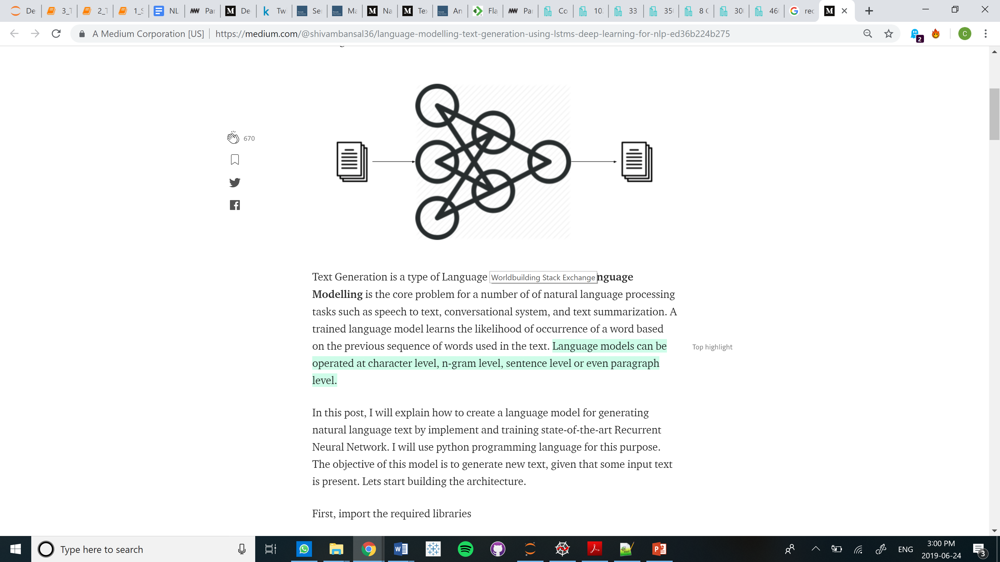 De 3_T 2_T 1_S NL Par De Twi Ser Ma Na Tex An Fla Par Co 10 33 350 8 C 30 46 rec
A Medium Corporation [US] https://medium.com/@shivambansal36/language-modelling-text-generation-using-lstms-deep-learning-for-nlp-ed36b224b275
2
C
670
Text Generation is a type of Language Worldbuilding Stack Exchange nguage
Modelling is the core problem for a number of of natural language processing
tasks such as speech to text, conversational system, and text summarization. A
trained language model learns the likelihood of occurrence of a word based
on the previous sequence of words used in the text. Language models can be
Top highlight
operated at character level, n-gram level, sentence level or even paragraph
level.
In this post, I will explain how to create a language model for generating
natural language text by implement and training state-of-the-art Recurrent
Neural Network. I will use python programming language for this purpose.
The objective of this model is to generate new text, given that some input text
is present. Lets start building the architecture.
First, import the required libraries
Type here to search
ENG
3:00 PM
2019-06-24
3